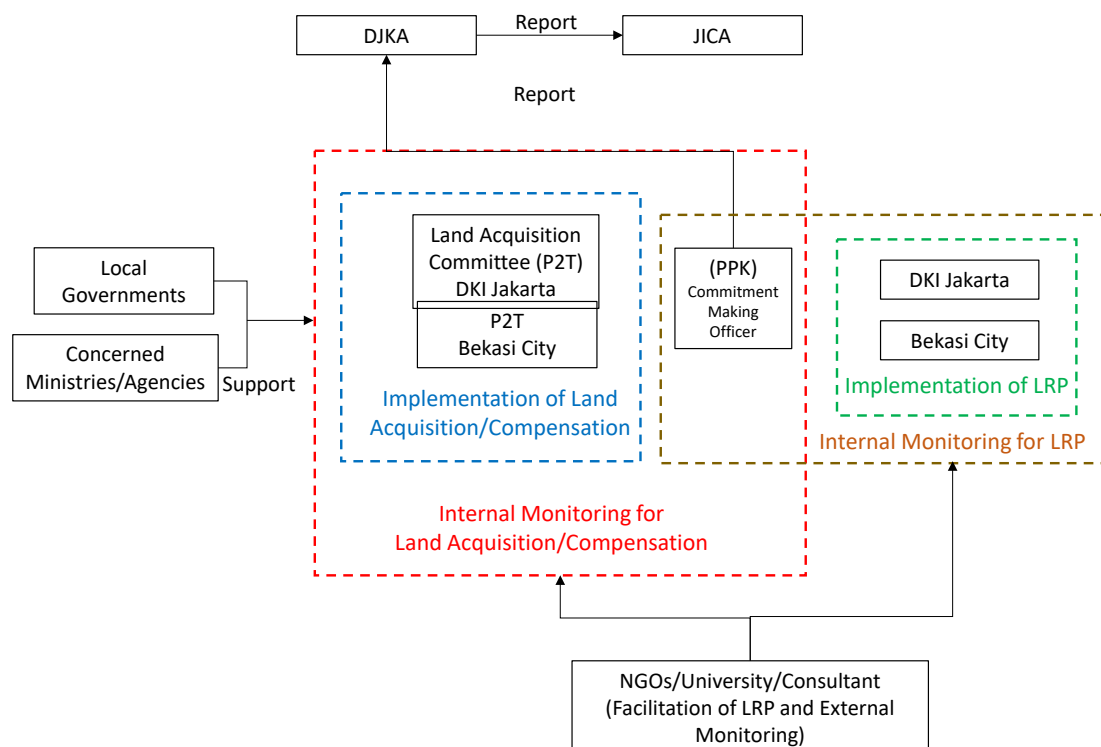 DJKA
Report
JICA
Report
Land Acquisition
Committee (P2T)
DKI Jakarta
P2T
Bekasi City
Implementation of Land
Acquisition/Compensation
(PPK)
Commitment
Making
Officer
DKI Jakarta
Bekasi City
Implementation of LRP
Internal Monitoring for LRP
Local
Governments
Concerned
Ministries/Agencies
Support
Internal Monitoring for
Land Acquisition/Compensation
NGOs/University/Consultant
(Facilitation of LRP and External
Monitoring)